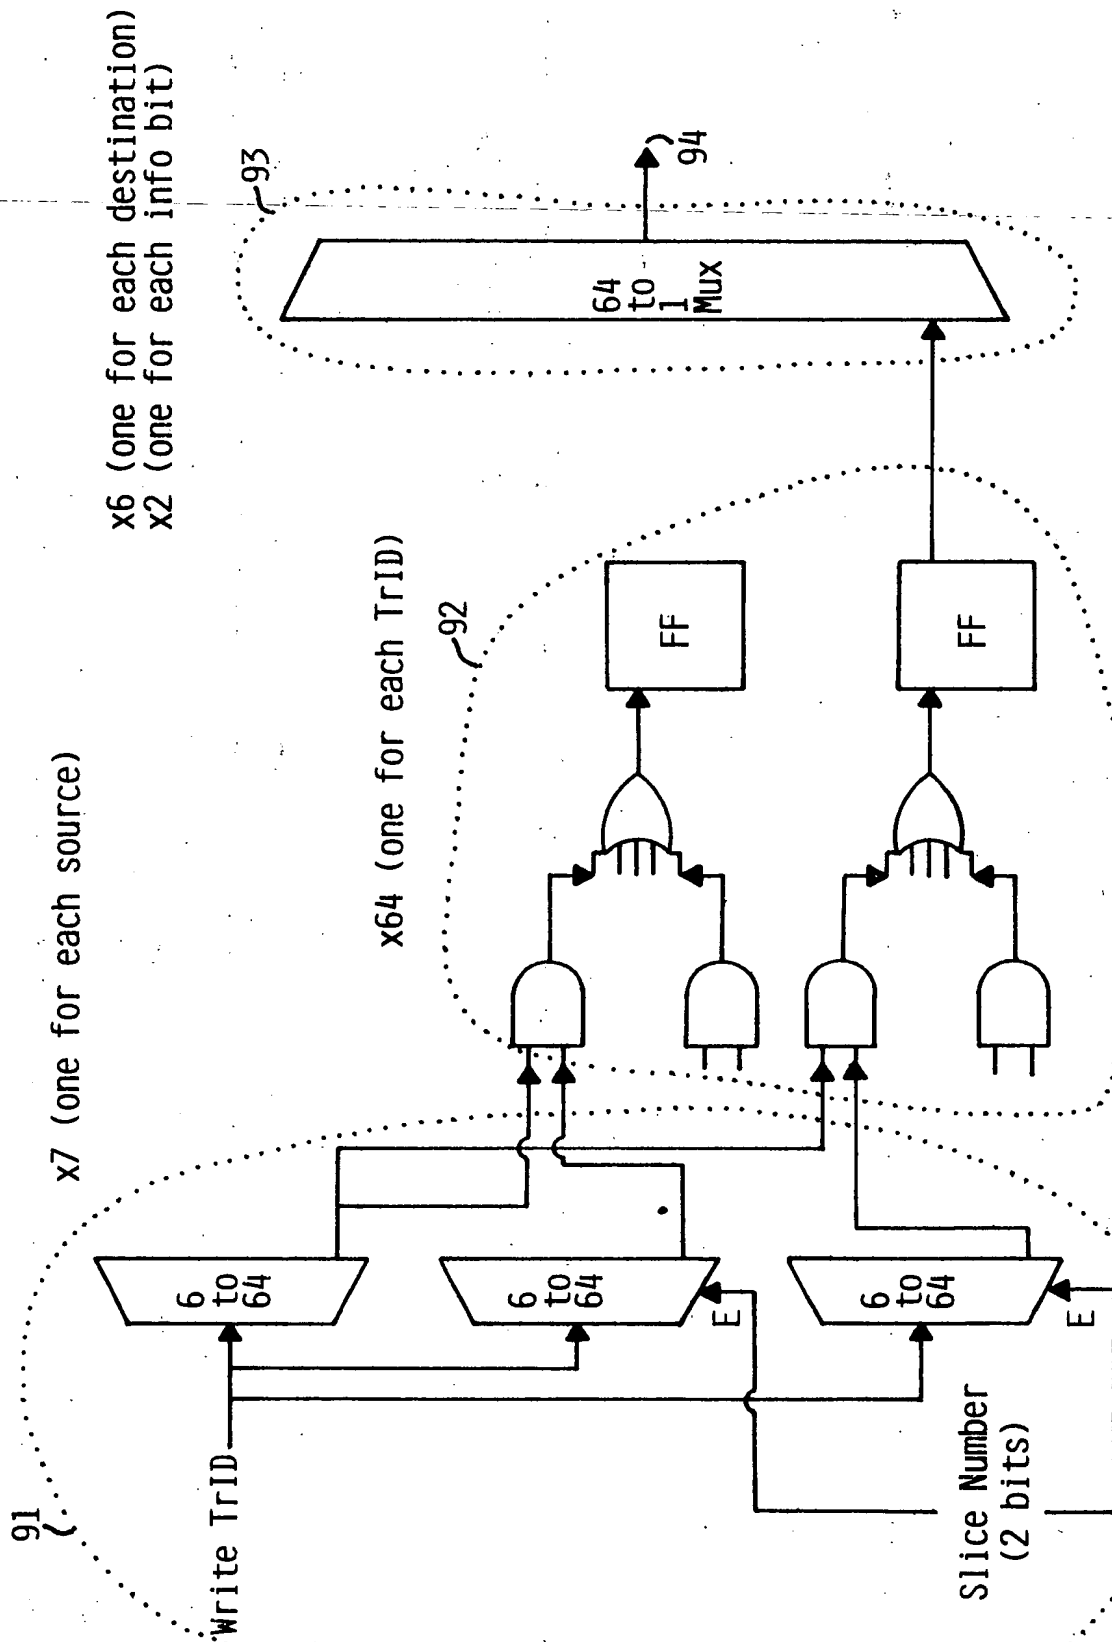 91
x7 (one for each source)
x6 (one for each destination)
x2 (one for each info bit)
93
x64 (one for each TrID)
92
Write TrID
6
to
64
6
to
64
E
6
to
64
E
Slice Number
(2 bits)
FF
FF
64
to
1
Mux
94